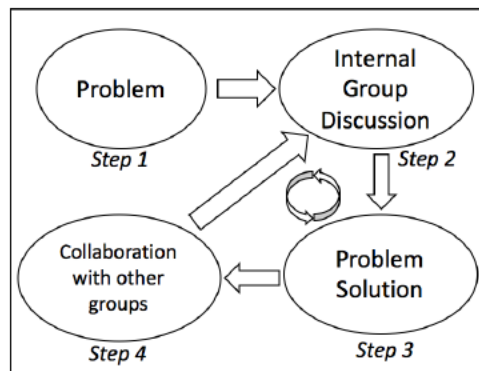 Problem
Step 1
Internal
Group
Discussion
Step 2
Problem
Solution
Step 3
Collaboration
with other
groups
Step 4